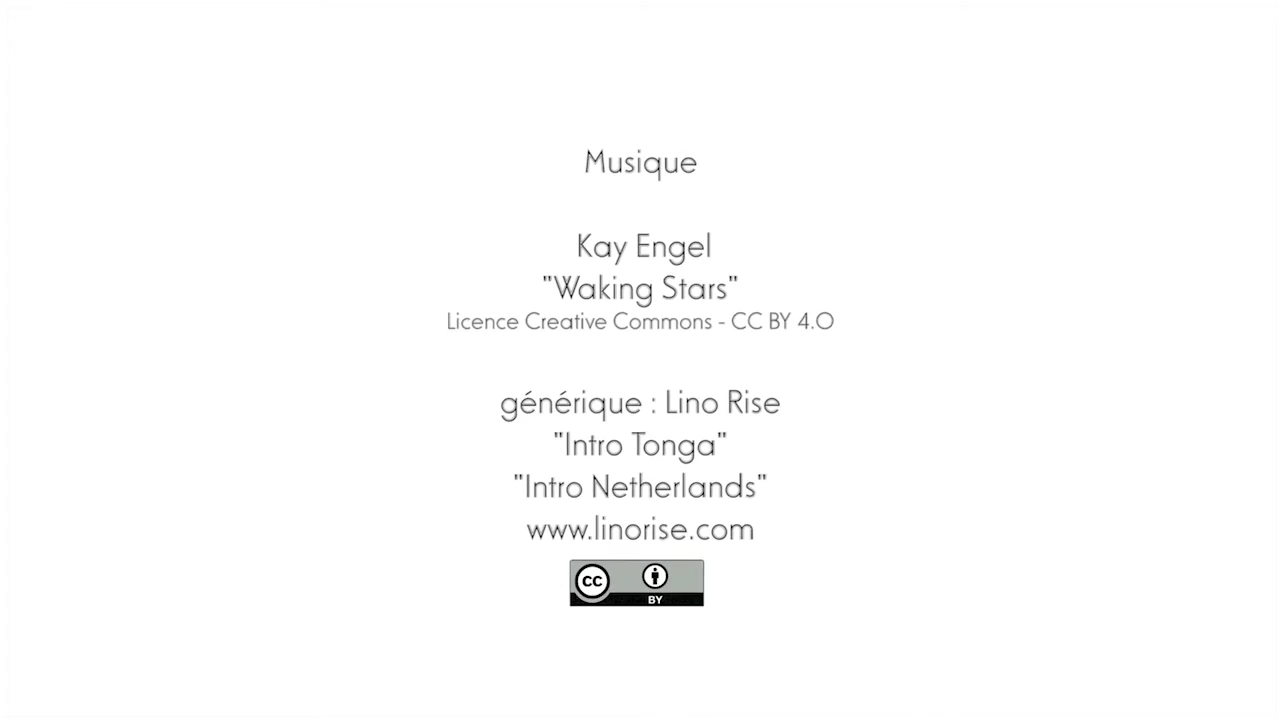 Musique
Kay Engel
"Waking Stars"
Licence Creative Commons - CC BY 4.0
générique : Lino Rise
"Intro Tonga"
"Intro Netherlands"
www.linorise.com
cc
BY